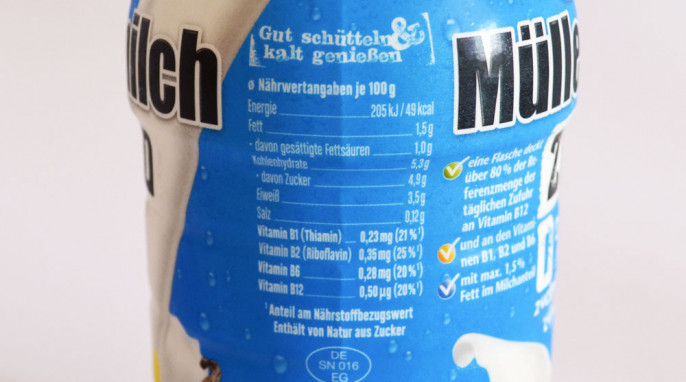 ilch
Gut schütteln &
kalt genießen
Mülle
ø Nährwertangaben je 100 g
Energie 205 kJ / 49 kcal
Fett 1,5 g
- davon gesättigte Fettsäuren 1,0 g
Kohlenhydrate 5,3 g
- davon Zucker 4,9 g
Eiweiß 3,5 g
Salz 0,12 g
Vitamin B1 (Thiamin) 0,23 mg (21 %¹)
Vitamin B2 (Riboflavin) 0,35 mg (25 %¹)
Vitamin B6 0,28 mg (20 %¹)
Vitamin B12 0,50 µg (20 %¹)
¹ Anteil am Nährstoffbezugswert
Enthält von Natur aus Zucker
DE
SN 016
EG
eine Flasche deckt
über 80 % der Re-
ferenzmenge der
täglichen Zufuhr
an Vitamin B12
und an den Vitami
nen B1, B2 und B6
mit max. 1,5 %
Fett im Milchanteil